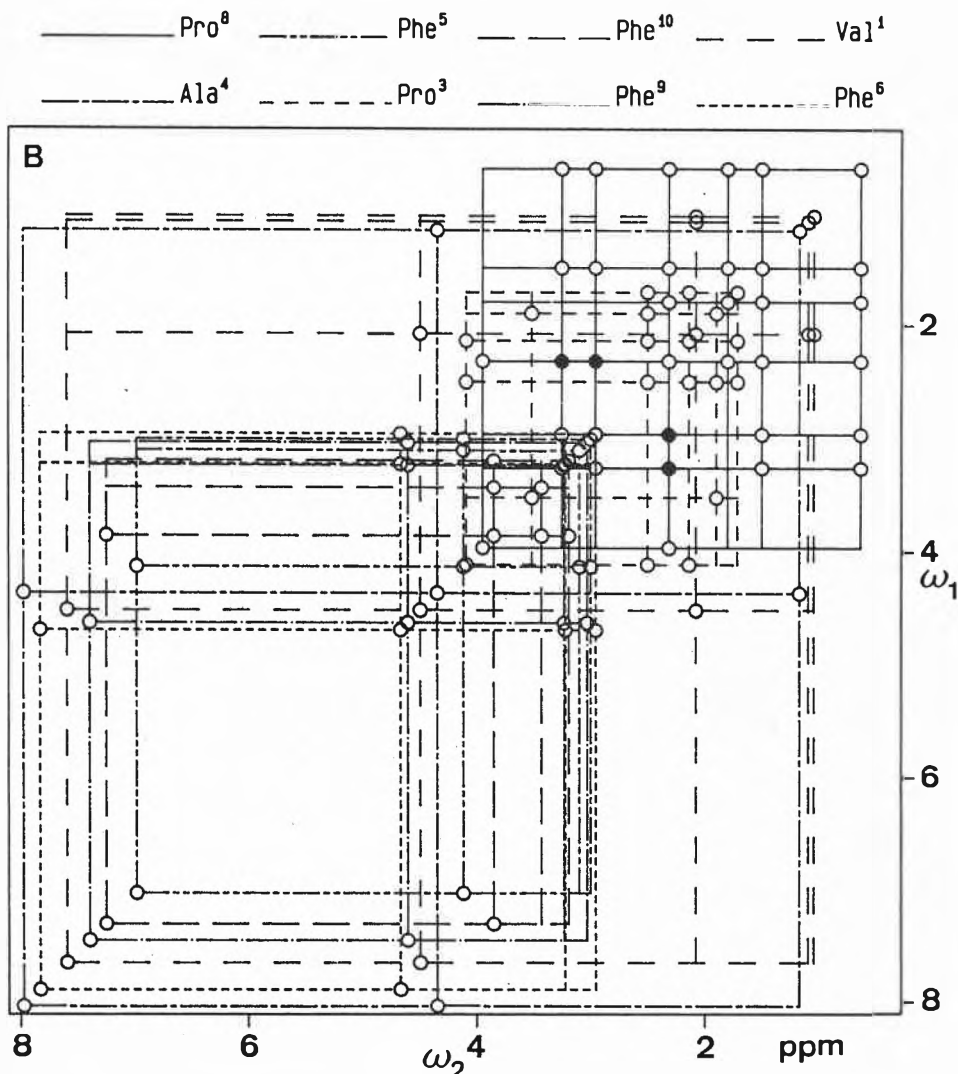 Pro⁸ Phe⁵ Phe¹⁰ Val¹
Ala⁴ Pro³ Phe⁹ Phe⁶
B
2
4
ω₁
6
8
8 6 4 2 ppm
ω₂